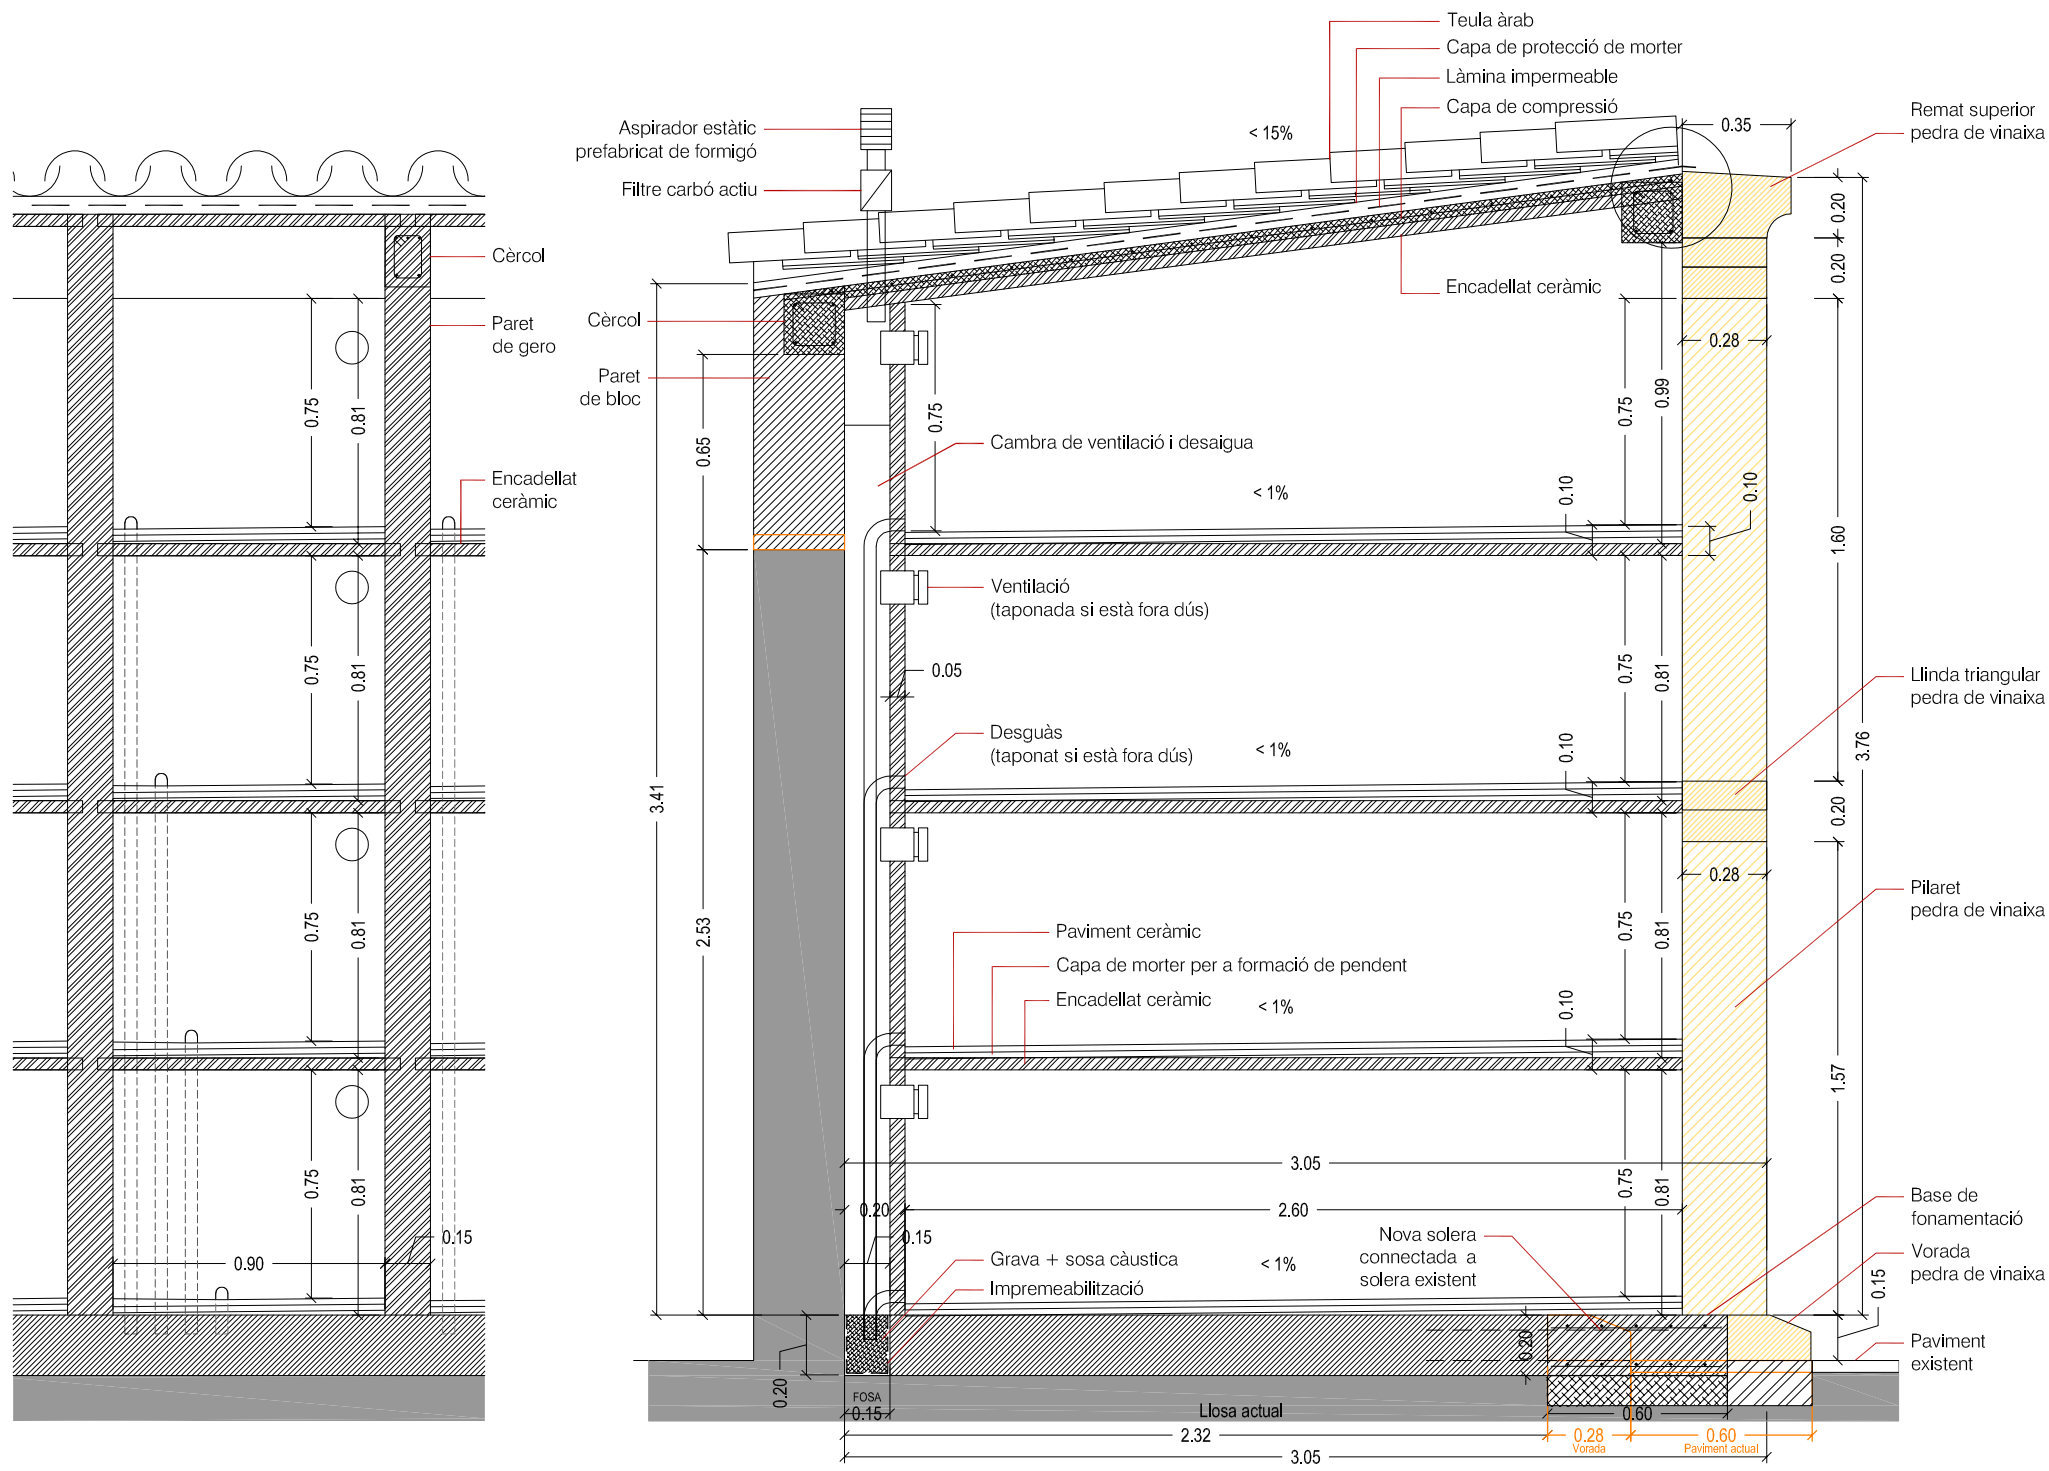 Teula àrab
Capa de protecció de morter
Làmina impermeable
Capa de compressió
< 15%
0.35
Remat superior
pedra de vinaixa
Aspirador estàtic
prefabricat de formigó
Filtre carbó actiu
0.20
0.20
Cèrcol
Encadellat ceràmic
Cèrcol
Paret
de gero
Paret
de bloc
0.28
0.75
0.81
0.75
0.75
0.99
0.65
Cambra de ventilació i desaigua
Encadellat
ceràmic
< 1%
0.10
0.10
1.60
Ventilació
(taponada si està fora dús)
0.75
0.81
0.05
0.75
0.81
Llinda triangular
pedra de vinaixa
Desguàs
(taponat si està fora dús)
< 1%
0.10
3.76
3.41
0.20
0.28
Pilaret
pedra de vinaixa
0.75
0.81
2.53
Paviment ceràmic
0.75
0.81
Capa de morter per a formació de pendent
Encadellat ceràmic
< 1%
0.10
1.57
3.05
0.75
0.81
0.75
0.81
0.20
2.60
Base de
fonamentació
0.15
0.15
Nova solera
connectada a
solera existent
Vorada
pedra de vinaixa
0.90
Grava + sosa càustica
< 1%
Impremeabilització
0.15
0.20
Paviment
existent
0.20
FOSA
0.15
Llosa actual
0.60
2.32
0.28
0.60
Vorada
Paviment actual
3.05